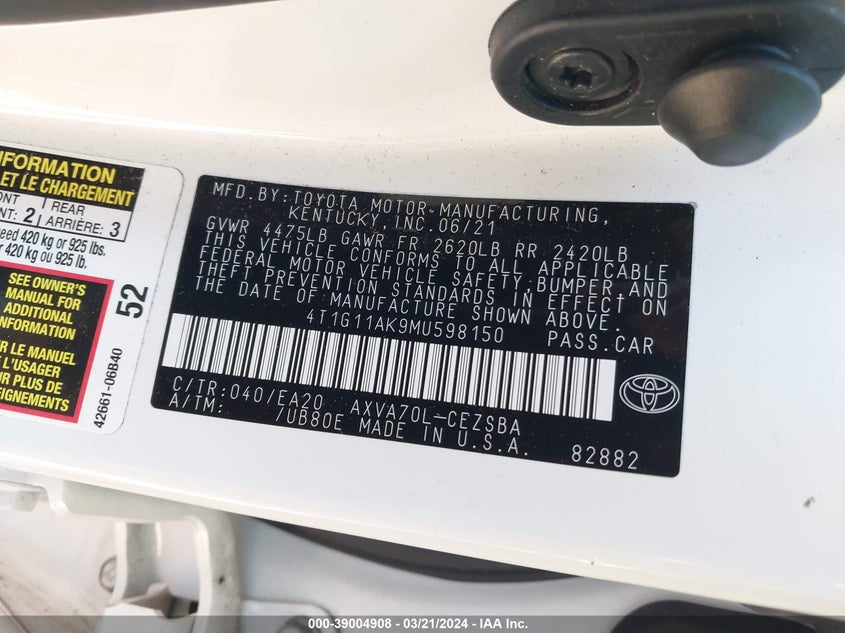 NFORMATION
ET LE CHARGEMENT
REAR
2
ARRIÈRE: 3
420 kg or 925 lbs.
420 kg ou 925 lb.
SEE OWNER'S
MANUAL FOR
ADDITIONAL
INFORMATION
R LE MANUEL
L'USAGER
UR PLUS DE
EIGNEMENTS
52
42661-06B40
MFD. BY: TOYOTA MOTOR MANUFACTURING,
KENTUCKY, INC. 06/21
GVWR 4475LB GAWR FR 2620LB RR 2420LB
THIS VEHICLE CONFORMS TO ALL APPLICABLE
FEDERAL MOTOR VEHICLE SAFETY, BUMPER AND
THEFT PREVENTION STANDARDS IN EFFECT ON
THE DATE OF MANUFACTURE SHOWN ABOVE.
4T1G11AK9MU598150 PASS. CAR
C/TR: 040/EA20 AXVA70L-CEZSBA
A/TM: /UB80E MADE IN U.S.A.
82882
000-39004908 - 03/21/2024 - IAA Inc.